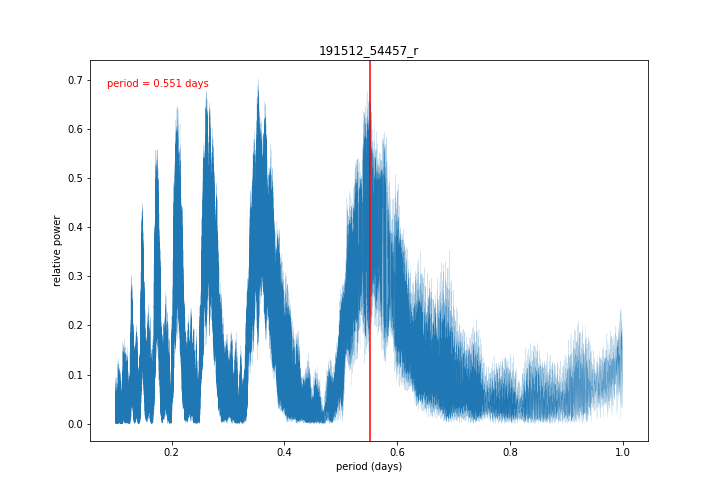 191512_54457_r
period = 0.551 days
relative power
0.7
0.6
0.5
0.4
0.3
0.2
0.1
0.0
0.2 0.4 0.6 0.8 1.0
period (days)